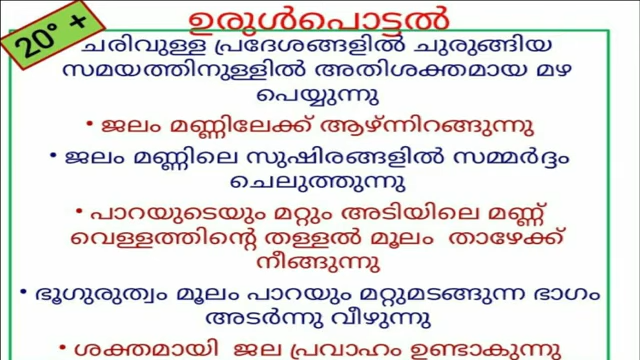 20° +
ഉരുൾപൊട്ടൽ
ചരിവുള്ള പ്രദേശങ്ങളിൽ ചുരുങ്ങിയ
സമയത്തിനുള്ളിൽ അതിശക്തമായ മഴ
പെയ്യുന്നു
• ജലം മണ്ണിലേക്ക് ആഴ്ന്നിറങ്ങുന്നു
• ജലം മണ്ണിലെ സുഷിരങ്ങളിൽ സമ്മർദ്ദം
ചെലുത്തുന്നു
• പാറയുടെയും മറ്റും അടിയിലെ മണ്ണ്
വെള്ളത്തിന്റെ തള്ളൽ മൂലം താഴേക്ക്
നീങ്ങുന്നു
• ഭൂഗുരുത്വം മൂലം പാറയും മറ്റുമടങ്ങുന്ന ഭാഗം
അടർന്നു വീഴുന്നു
• ശക്തമായി ജല പ്രവാഹം ഉണ്ടാകുന്നു